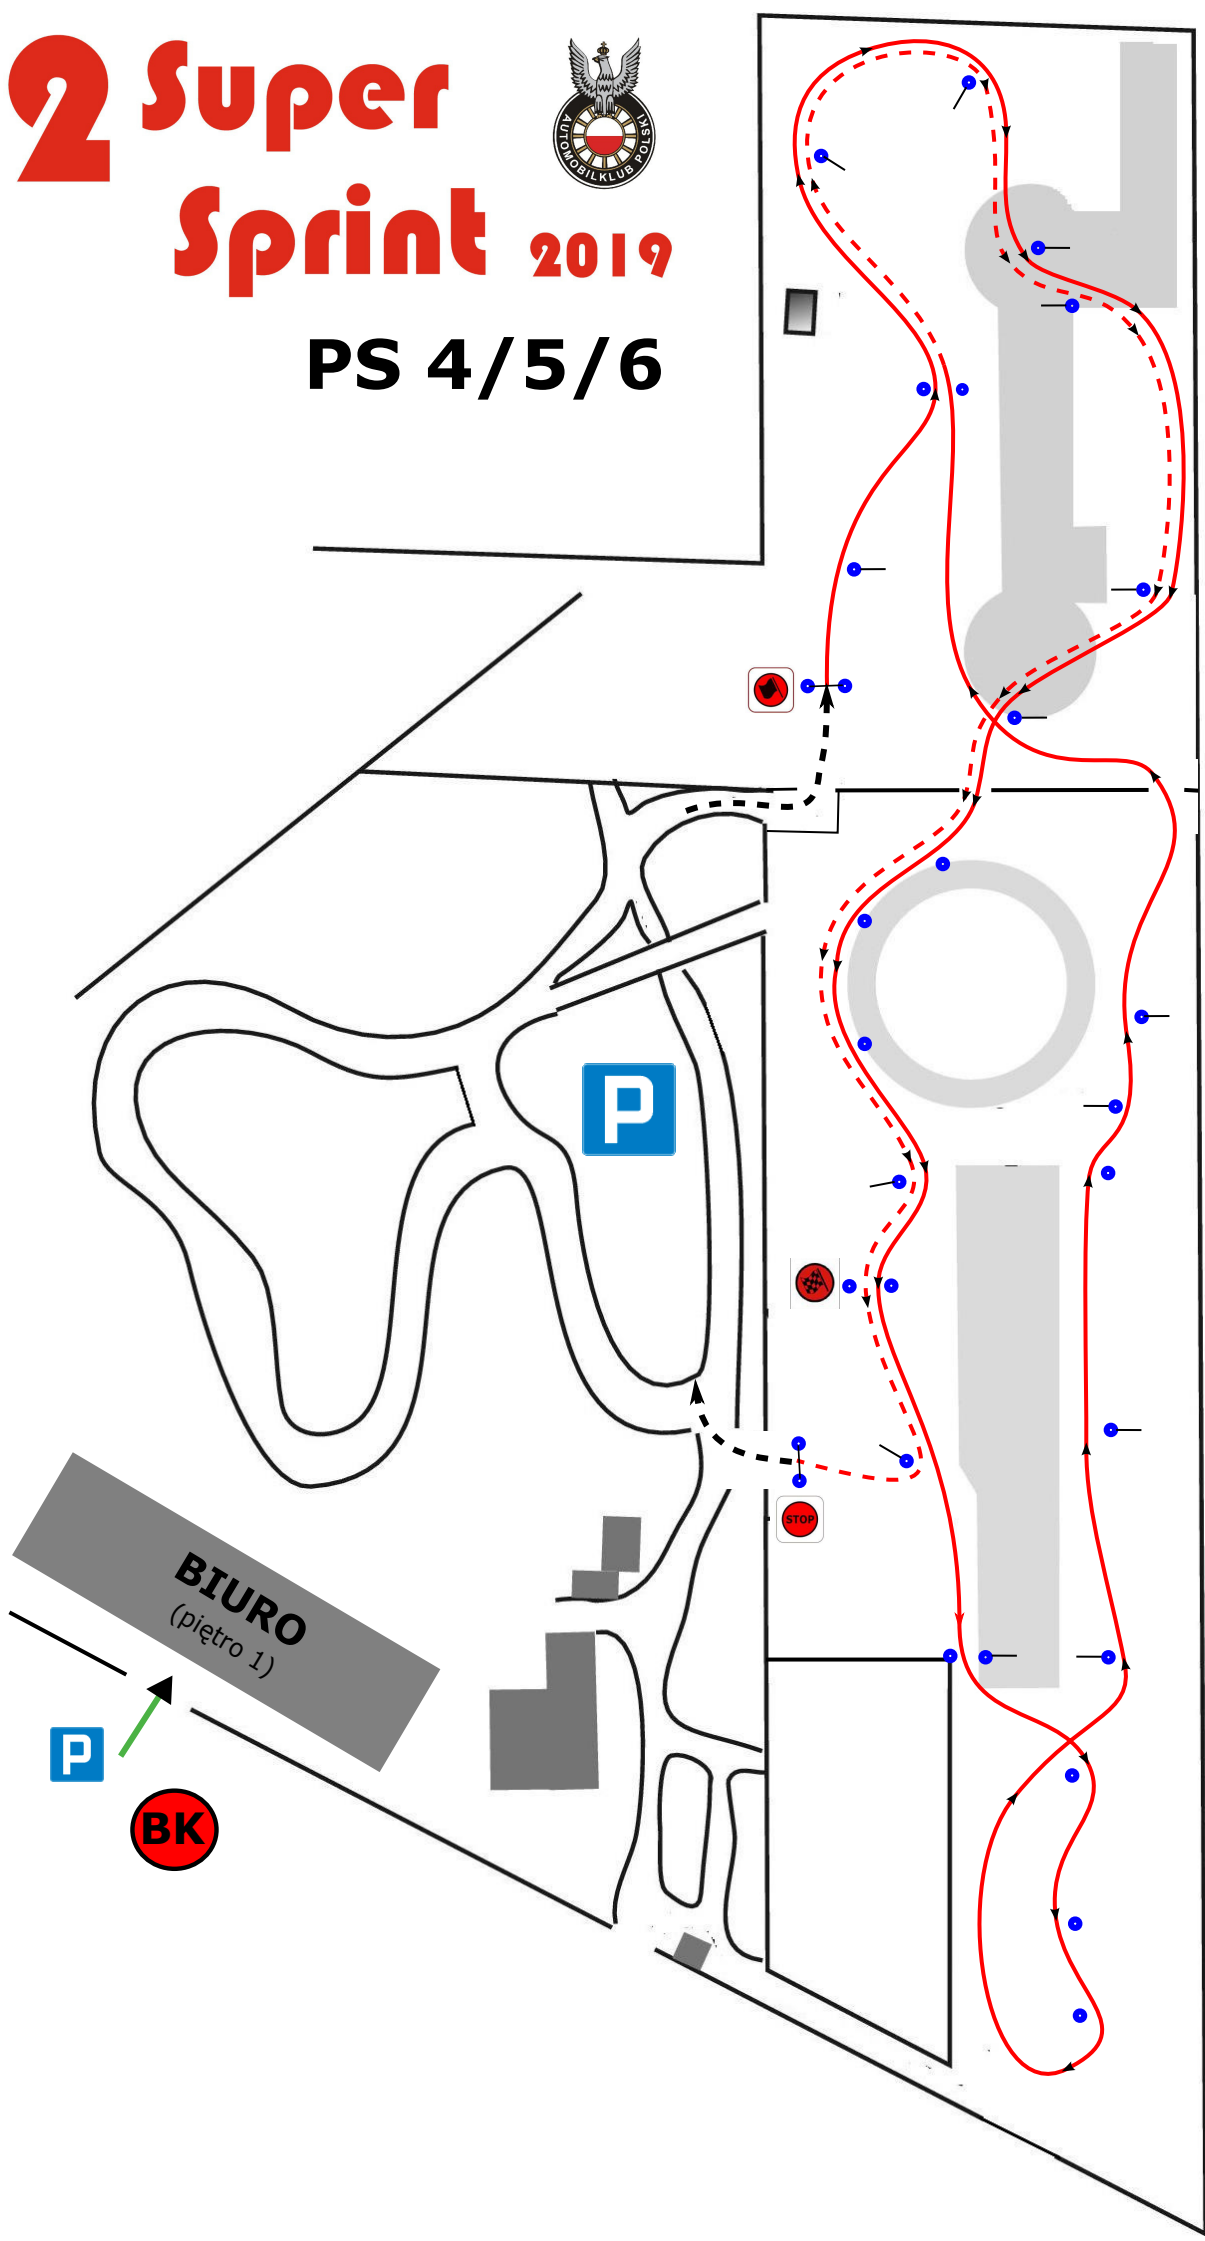 2 Super
Sprint 2019
PS 4/5/6
AUTOMOBILKLUB POLSKI
P
STOP
BIURO
(piętro 1)
P
BK